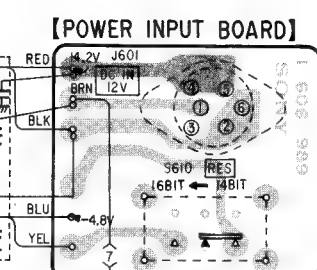 【POWER INPUT BOARD】
RED 14.2V J601
DC IN
BRN 12V
④ ⑤
① ⑥
BLK ③ ②
SONY
S610 RES
16BIT ← 14BIT
BLU -4.8V
YEL
7